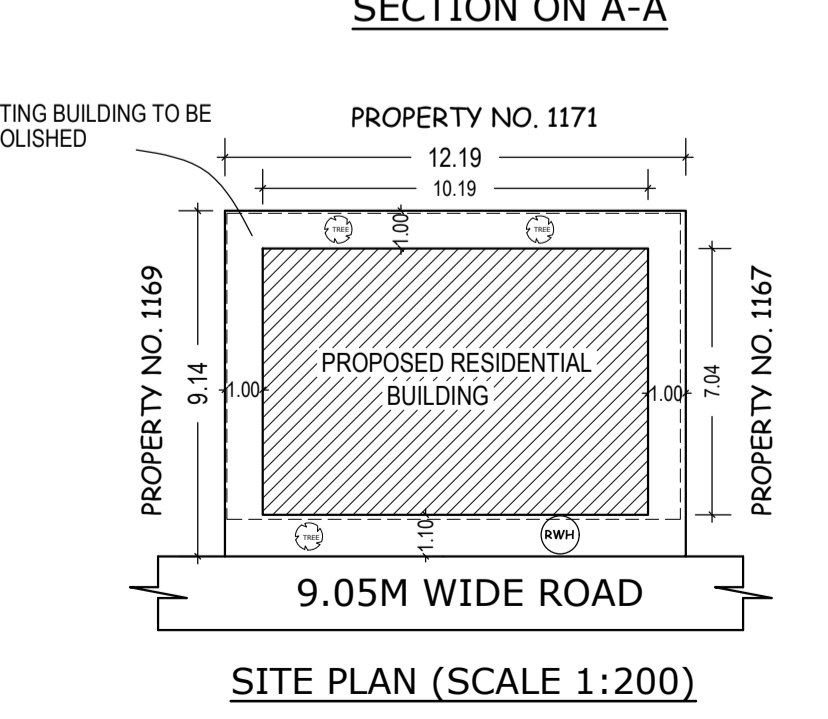 SECTION ON A-A
TING BUILDING TO BE
OLISHED
PROPERTY NO. 1171
12.19
10.19
TREE
1.00
TREE
PROPERTY NO. 1169
9.14
1.00
PROPOSED RESIDENTIAL
BUILDING
1.00
7.04
PROPERTY NO. 1167
TREE
1.10
RWH
9.05M WIDE ROAD
SITE PLAN (SCALE 1:200)